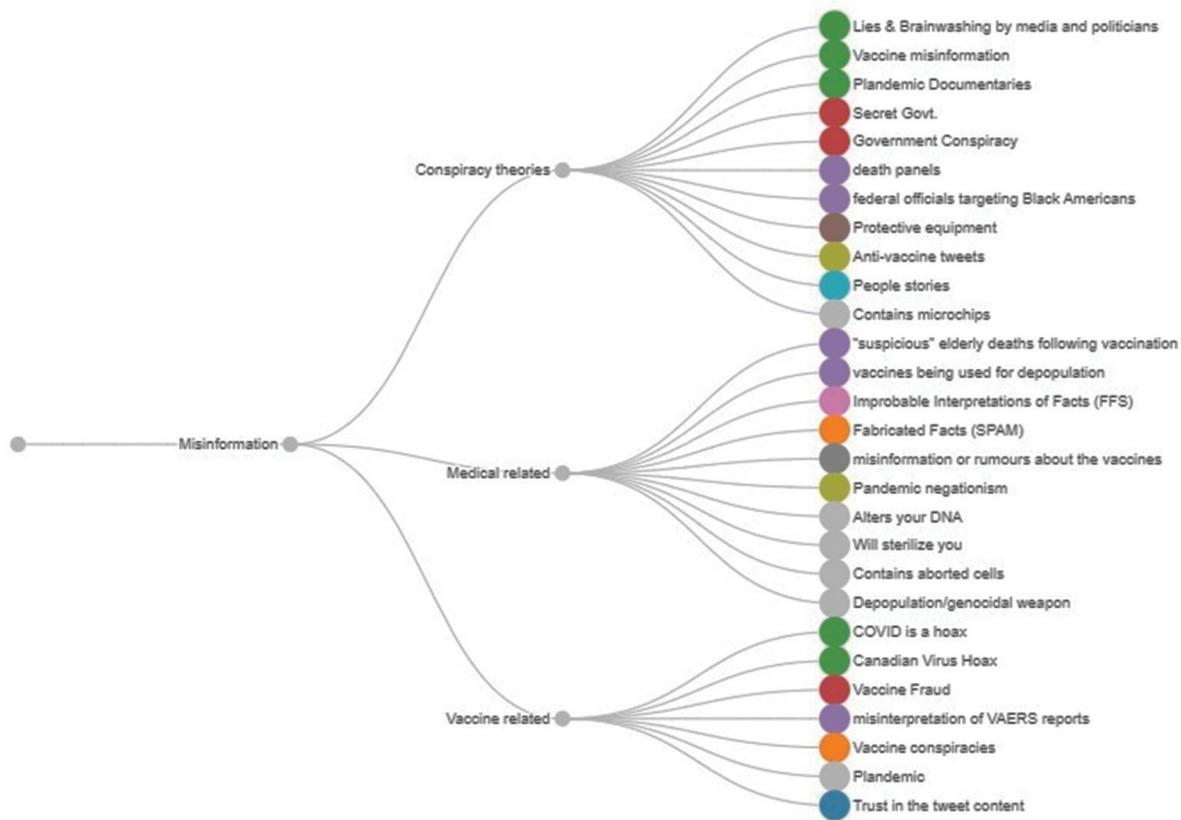 Lies & Brainwashing by media and politicians
Vaccine misinformation
Plandemic Documentaries
Secret Govt.
Government Conspiracy
Conspiracy theories
death panels
federal officials targeting Black Americans
Protective equipment
Anti-vaccine tweets
People stories
Contains microchips
"suspicious" elderly deaths following vaccination
vaccines being used for depopulation
Improbable Interpretations of Facts (FFS)
Fabricated Facts (SPAM)
Misinformation
misinformation or rumours about the vaccines
Medical related
Pandemic negationism
Alters your DNA
Will sterilize you
Contains aborted cells
Depopulation/genocidal weapon
COVID is a hoax
Canadian Virus Hoax
Vaccine Fraud
Vaccine related
misinterpretation of VAERS reports
Vaccine conspiracies
Plandemic
Trust in the tweet content